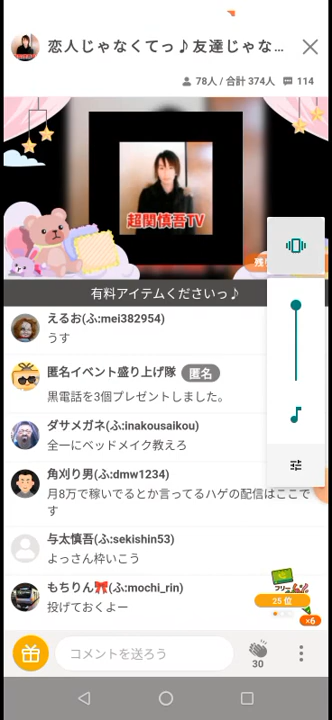 恋人じゃなくてっ♪友達じゃな…
78人 / 合計 374人 114
超関慎吾TV
残り
有料アイテムくださいっ♪
えるお(ふ:mei382954)
うす
匿名イベント盛り上げ隊 匿名
黒電話を3個プレゼントしました。
ダサメガネ(ふ:inakousaikou)
全一にベッドメイク教えろ
角刈り男(ふ:dmw1234)
月8万で稼いでるとか言ってるハゲの配信はここで
す
与太慎吾(ふ:sekishin53)
よっさん枠いこう
もちりん🎀(ふ:mochi_rin)
投げておくよー
25 位
×6
コメントを送ろう
30